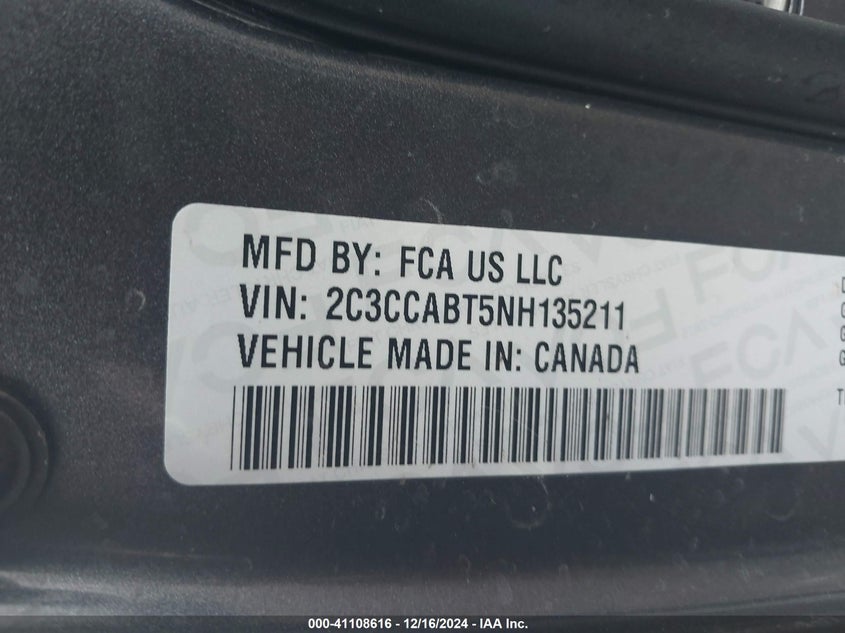 MFD BY: FCA US LLC
VIN: 2C3CCABT5NH135211
VEHICLE MADE IN: CANADA
000-41108616 - 12/16/2024 - IAA Inc.